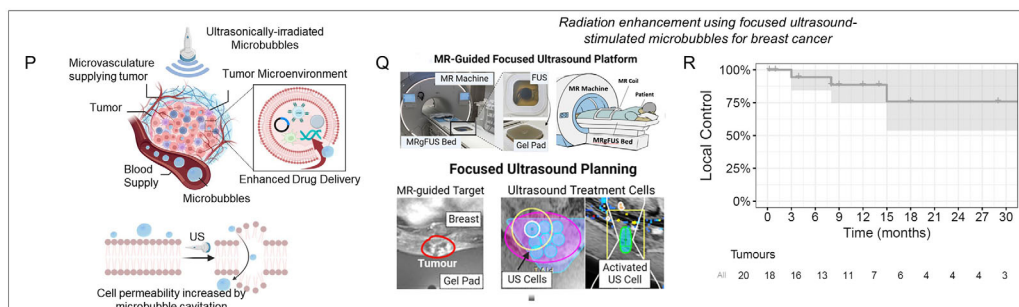 Radiation enhancement using focused ultrasound-
stimulated microbubbles for breast cancer
P
Ultrasonically-irradiated
Microbubbles
Microvasculature
supplying tumor
Tumor Microenvironment
Tumor
Blood
Supply
Enhanced Drug Delivery
Microbubbles
US
Cell permeability increased by
microbubble cavitation
Q
MR-Guided Focused Ultrasound Platform
MR Machine
FUS
MRgFUS Bed
Gel Pad
MR Machine
MR Coil
Patient
MRgFUS Bed
Focused Ultrasound Planning
MR-guided Target
Ultrasound Treatment Cells
Breast
Tumour
Gel Pad
US Cells
Activated
US Cell
R
Local Control
100%
75%
50%
25%
0%
0 3 6 9 12 15 18 21 24 27 30
Time (months)
Tumours
All 20 18 16 13 11 7 6 4 4 4 3